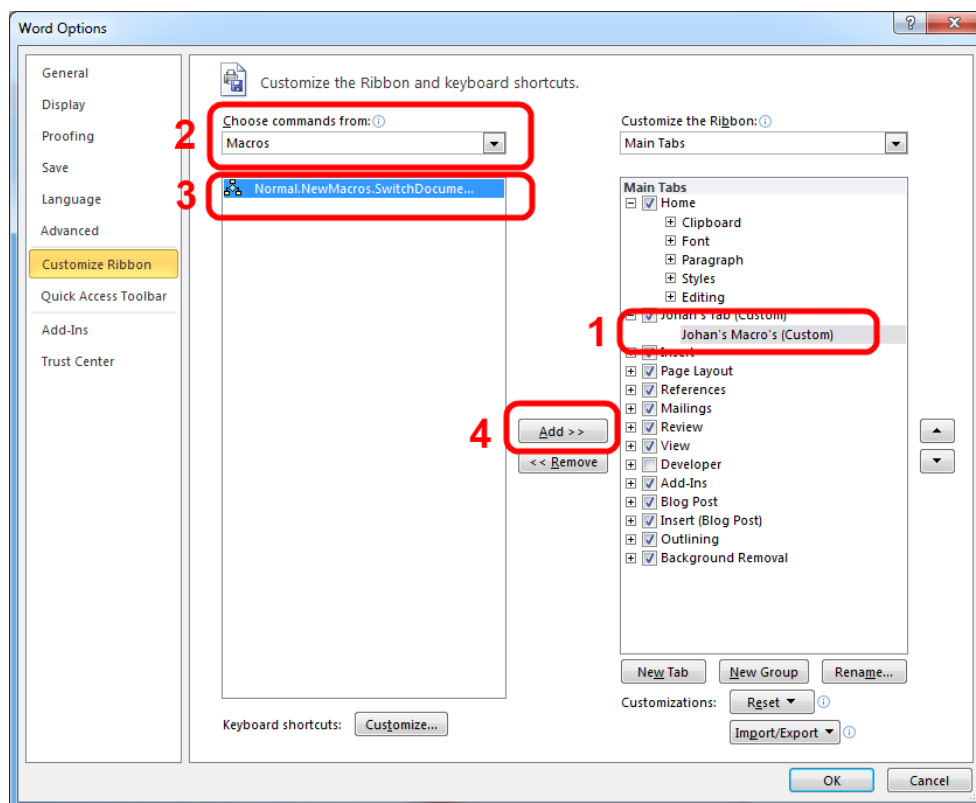 Word Options
General
Display
Proofing
Save
Language
Advanced
Customize Ribbon
Quick Access Toolbar
Add-Ins
Trust Center
Customize the Ribbon and keyboard shortcuts.
2
Choose commands from:
Macros
3
Normal.NewMacros.SwitchDocume...
Customize the Ribbon:
Main Tabs
Main Tabs
Home
Clipboard
Font
Paragraph
Styles
Editing
Johan's Tab (Custom)
1
Johan's Macro's (Custom)
Insert
Page Layout
References
Mailings
Review
View
Developer
Add-Ins
Blog Post
Insert (Blog Post)
Outlining
Background Removal
4
Add >>
<< Remove
New Tab
New Group
Rename...
Customizations:
Reset
Import/Export
Keyboard shortcuts:
Customize...
OK
Cancel